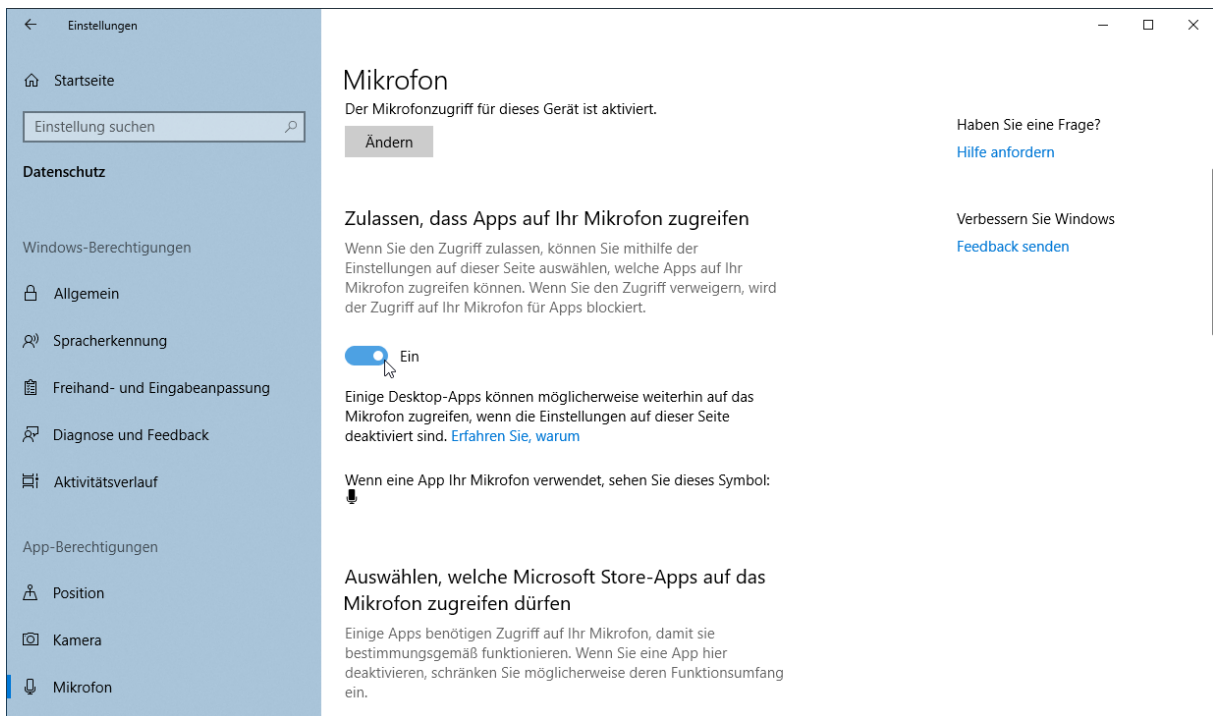 Einstellungen
Startseite
Einstellung suchen
Datenschutz
Windows-Berechtigungen
Allgemein
Spracherkennung
Freihand- und Eingabeanpassung
Diagnose und Feedback
Aktivitätsverlauf
App-Berechtigungen
Position
Kamera
Mikrofon
Mikrofon
Der Mikrofonzugriff für dieses Gerät ist aktiviert.
Ändern
Zulassen, dass Apps auf Ihr Mikrofon zugreifen
Wenn Sie den Zugriff zulassen, können Sie mithilfe der
Einstellungen auf dieser Seite auswählen, welche Apps auf Ihr
Mikrofon zugreifen können. Wenn Sie den Zugriff verweigern, wird
der Zugriff auf Ihr Mikrofon für Apps blockiert.
Ein
Einige Desktop-Apps können möglicherweise weiterhin auf das
Mikrofon zugreifen, wenn die Einstellungen auf dieser Seite
deaktiviert sind. Erfahren Sie, warum
Wenn eine App Ihr Mikrofon verwendet, sehen Sie dieses Symbol:
Auswählen, welche Microsoft Store-Apps auf das
Mikrofon zugreifen dürfen
Einige Apps benötigen Zugriff auf Ihr Mikrofon, damit sie
bestimmungsgemäß funktionieren. Wenn Sie eine App hier
deaktivieren, schränken Sie möglicherweise deren Funktionsumfang
ein.
Haben Sie eine Frage?
Hilfe anfordern
Verbessern Sie Windows
Feedback senden